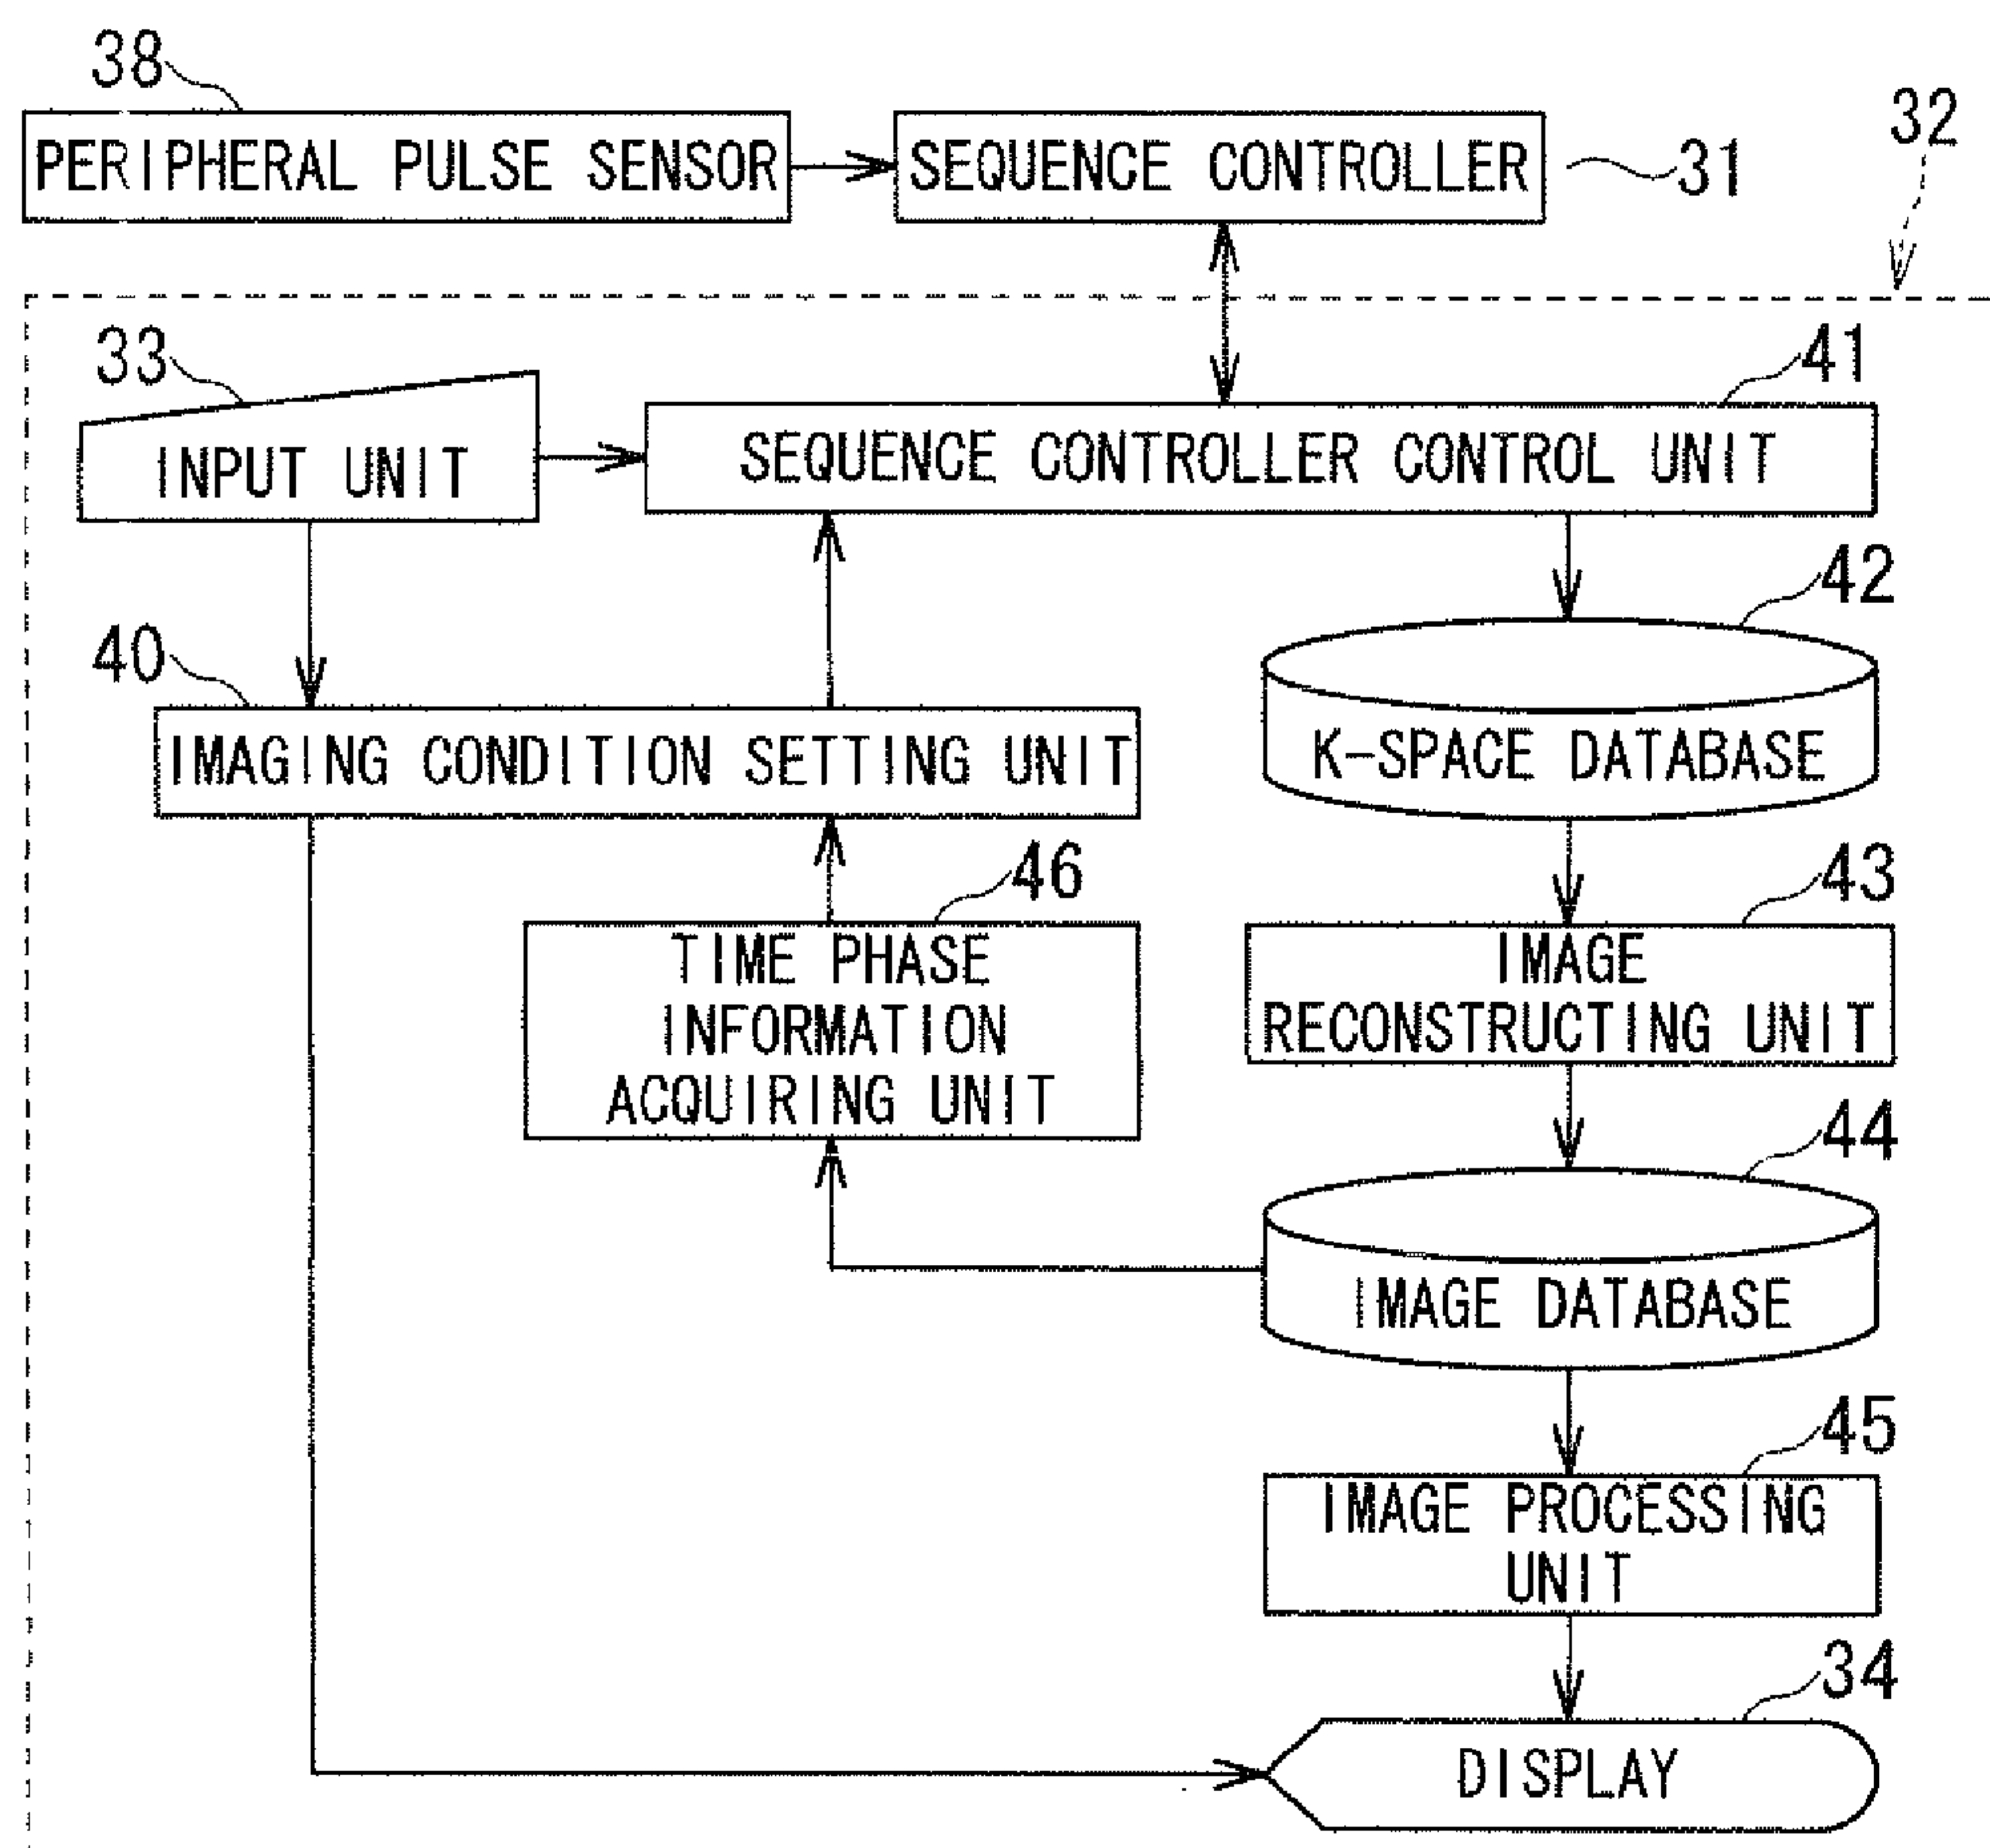 38
PERIPHERAL PULSE SENSOR
SEQUENCE CONTROLLER
31
32
33
INPUT UNIT
41
SEQUENCE CONTROLLER CONTROL UNIT
42
K-SPACE DATABASE
40
IMAGING CONDITION SETTING UNIT
46
TIME PHASE
INFORMATION
ACQUIRING UNIT
43
IMAGE
RECONSTRUCTING UNIT
44
IMAGE DATABASE
45
IMAGE PROCESSING
UNIT
34
DISPLAY